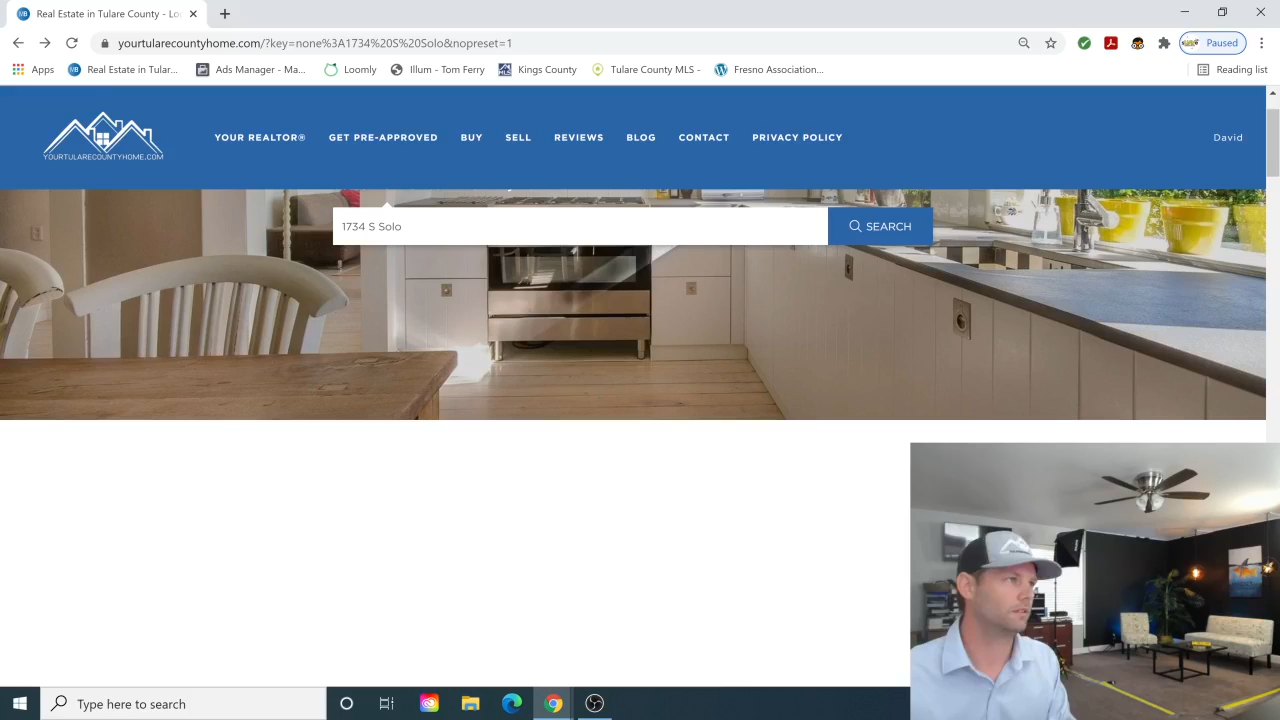 Real Estate in Tulare County - Lo
yourtularecountyhome.com/?key=none%3A1734%20S%20Solo&nopreset=1
Paused
Apps
Real Estate in Tular...
Ads Manager - Ma...
Loomly
Illum - Tom Ferry
Kings County
Tulare County MLS -
Fresno Association...
Reading list
YOURTULARECOUNTYHOME.COM
YOUR REALTOR®
GET PRE-APPROVED
BUY
SELL
REVIEWS
BLOG
CONTACT
PRIVACY POLICY
David
1734 S Solo
SEARCH
Type here to search